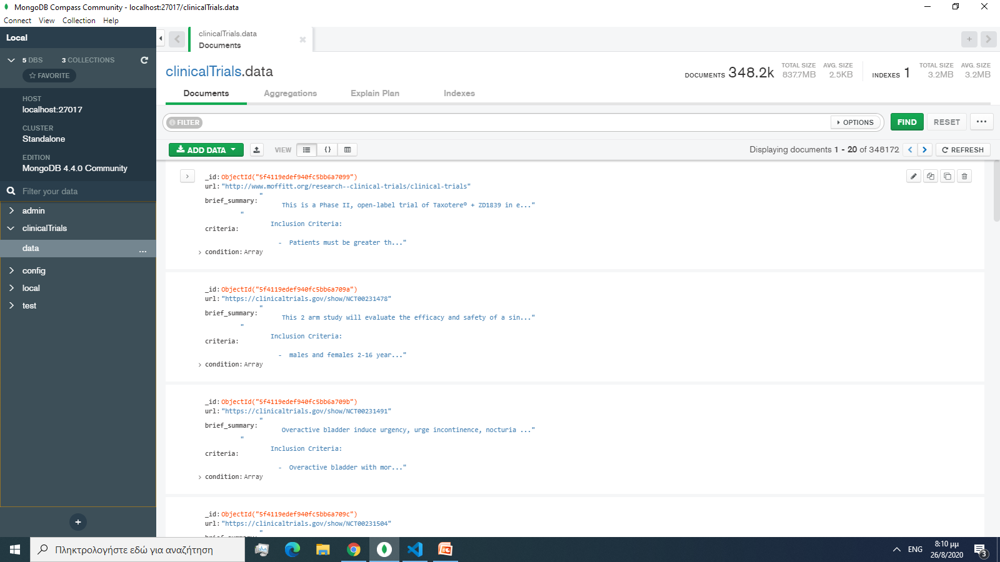 MongoDB Compass Community - localhost:27017/clinicalTrials.data
Connect View Collection Help
Local
5 DBS 3 COLLECTIONS
FAVORITE
HOST
localhost:27017
CLUSTER
Standalone
EDITION
MongoDB 4.4.0 Community
Filter your data
admin
clinicalTrials
data ...
config
local
test
+
clinicalTrials.data
Documents
clinicalTrials.data
DOCUMENTS 348.2k
TOTAL SIZE
837.7MB
AVG. SIZE
2.5KB
INDEXES 1
TOTAL SIZE
3.2MB
AVG. SIZE
3.2MB
Documents Aggregations Explain Plan Indexes
FILTER
OPTIONS
FIND
RESET
...
ADD DATA
VIEW
{}
Displaying documents 1 - 20 of 348172
REFRESH
_id: ObjectId("5f4119edef940fc5bb6a7099")
url: "http://www.moffitt.org/research--clinical-trials/clinical-trials"
brief_summary: "
This is a Phase II, open-label trial of Taxotere® + ZD1839 in e..."
criteria: "
Inclusion Criteria:
- Patients must be greater th..."
condition: Array
_id: ObjectId("5f4119edef940fc5bb6a709a")
url: "https://clinicaltrials.gov/show/NCT00231478"
brief_summary: "
This 2 arm study will evaluate the efficacy and safety of a sin..."
criteria: "
Inclusion Criteria:
- males and females 2-16 year..."
condition: Array
_id: ObjectId("5f4119edef940fc5bb6a709b")
url: "https://clinicaltrials.gov/show/NCT00231491"
brief_summary: "
Overactive bladder induce urgency, urge incontinence, nocturia ..."
criteria: "
Inclusion Criteria:
- Overactive bladder with mor..."
condition: Array
_id: ObjectId("5f4119edef940fc5bb6a709c")
url: "https://clinicaltrials.gov/show/NCT00231504"
brief_summary: "
Πληκτρολογήστε εδώ για αναζήτηση
ENG
8:10 μμ
26/8/2020
3